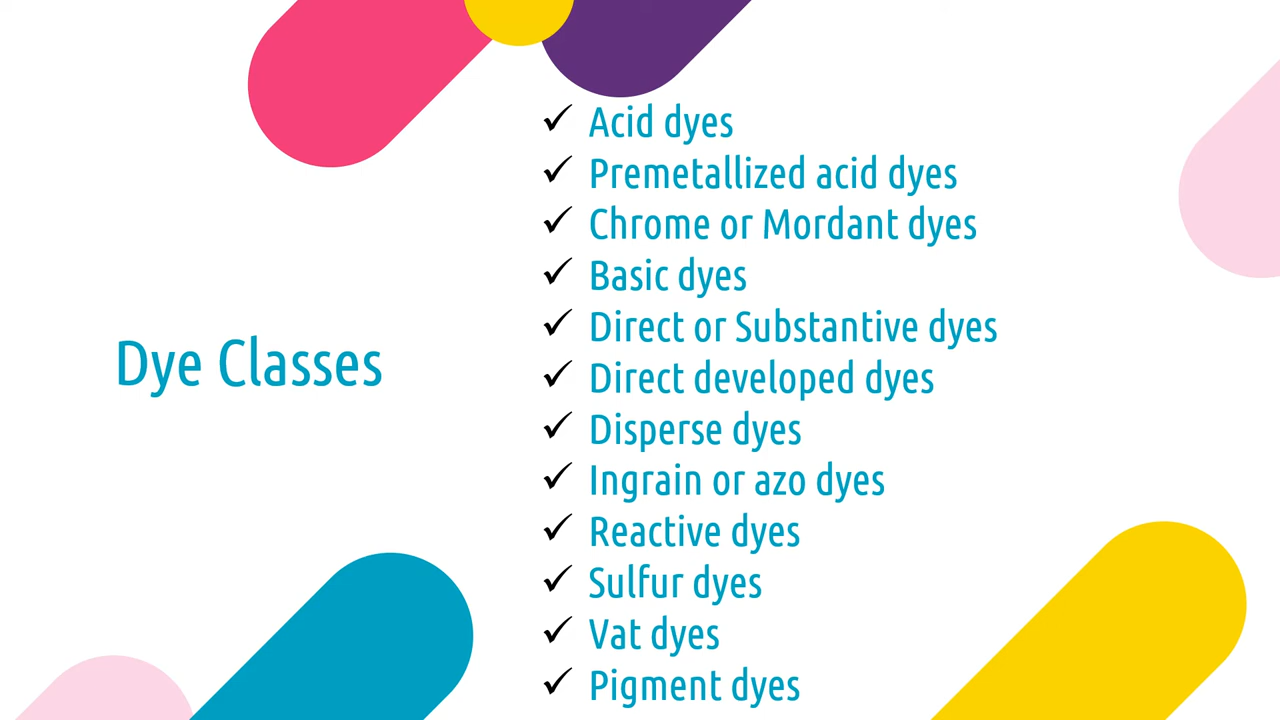 Dye Classes
✓ Acid dyes
✓ Premetallized acid dyes
✓ Chrome or Mordant dyes
✓ Basic dyes
✓ Direct or Substantive dyes
✓ Direct developed dyes
✓ Disperse dyes
✓ Ingrain or azo dyes
✓ Reactive dyes
✓ Sulfur dyes
✓ Vat dyes
✓ Pigment dyes